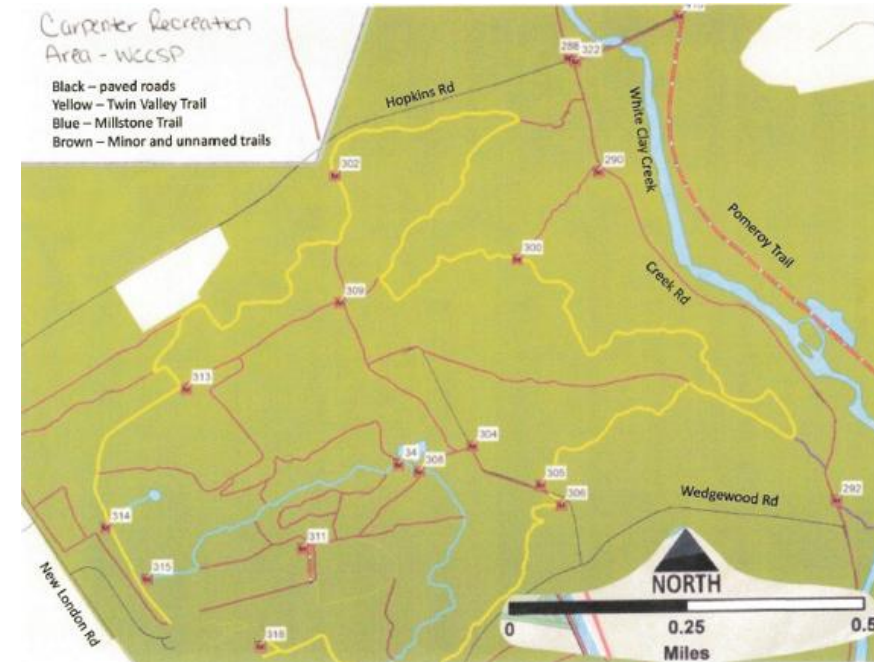 Carpenter Recreation
Area - WCCSP
Black – paved roads
Yellow – Twin Valley Trail
Blue – Millstone Trail
Brown – Minor and unnamed trails
288
322
Hopkins Rd
White Clay Creek
302
290
Pomeroy Trail
300
Creek Rd
309
313
304
34
308
305
306
Wedgewood Rd
292
314
311
315
New London Rd
318
NORTH
0 0.25 0.5
Miles